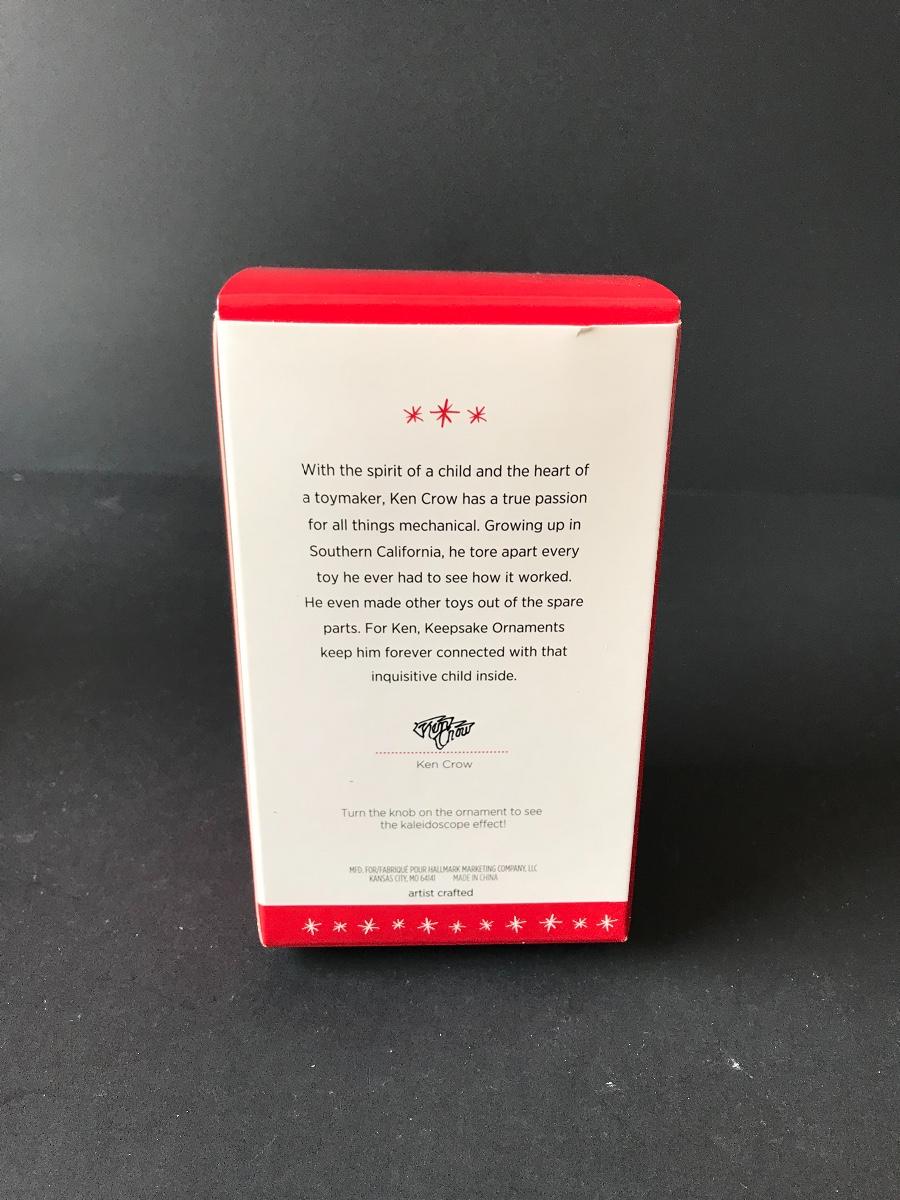 With the spirit of a child and the heart of
a toymaker, Ken Crow has a true passion
for all things mechanical. Growing up in
Southern California, he tore apart every
toy he ever had to see how it worked.
He even made other toys out of the spare
parts. For Ken, Keepsake Ornaments
keep him forever connected with that
inquisitive child inside.
Ken Crow
Ken Crow
Turn the knob on the ornament to see
the kaleidoscope effect!
MFD. FOR/FABRIQUÉ POUR HALLMARK MARKETING COMPANY, LLC
KANSAS CITY, MO 64141 MADE IN CHINA
artist crafted